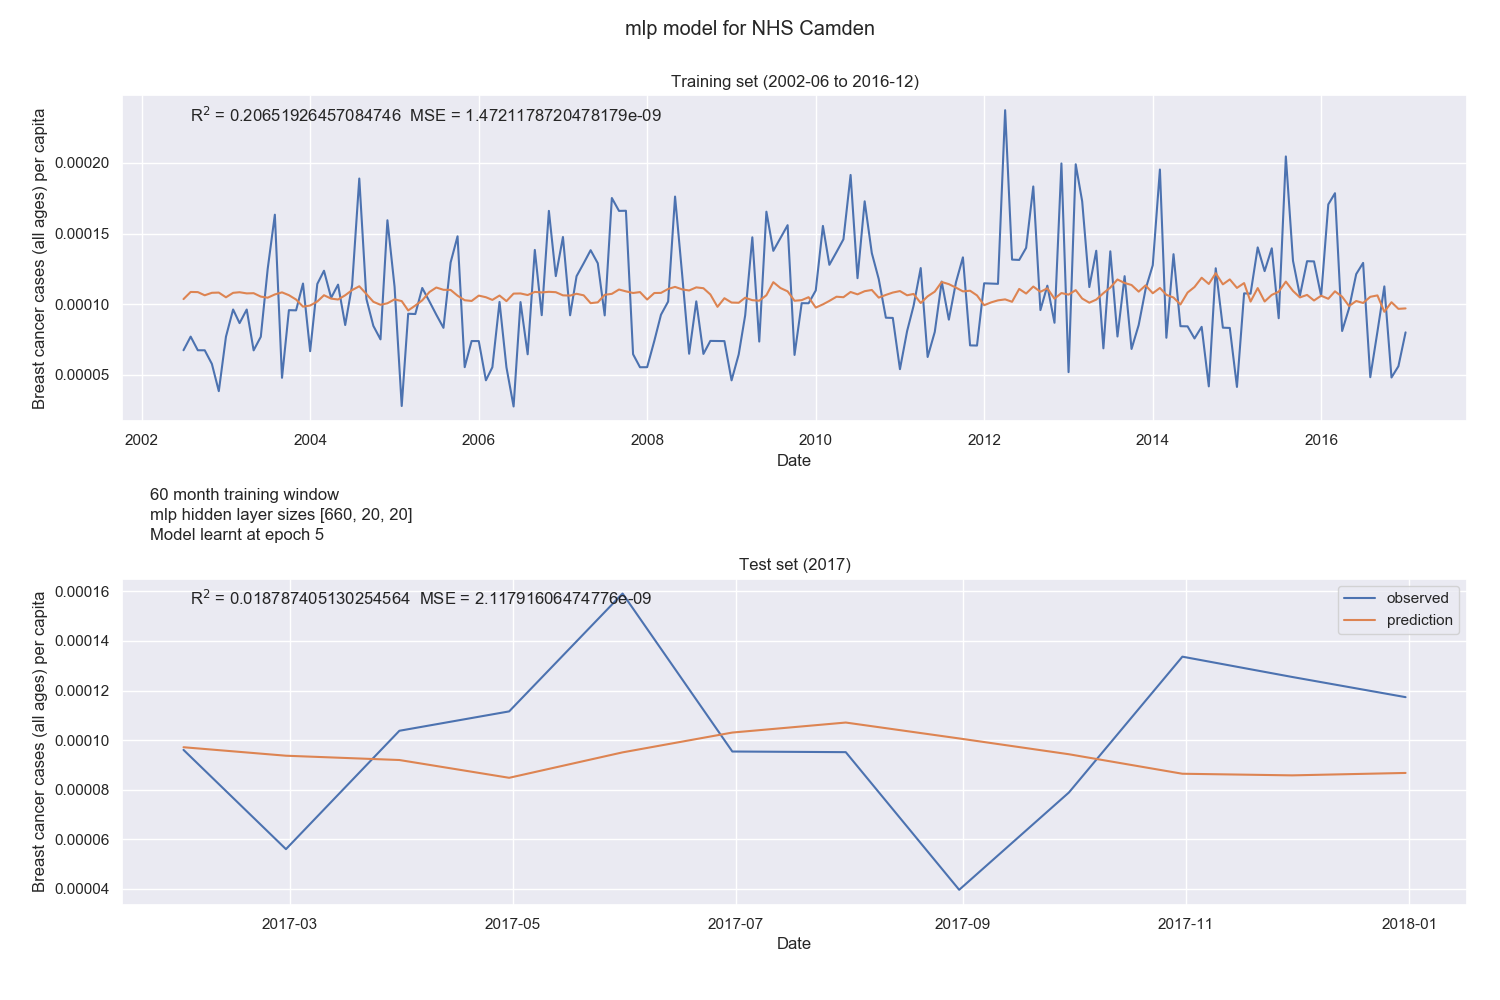 mlp model for NHS Camden
Training set (2002-06 to 2016-12)
R² = 0.20651926457084746 MSE = 1.4721178720478179e-09
Breast cancer cases (all ages) per capita
0.00020
0.00015
0.00010
0.00005
2002 2004 2006 2008 2010 2012 2014 2016
Date
60 month training window
mlp hidden layer sizes [660, 20, 20]
Model learnt at epoch 5
Test set (2017)
R² = 0.018787405130254564 MSE = 2.11791606474776e-09
observed
prediction
Breast cancer cases (all ages) per capita
0.00016
0.00014
0.00012
0.00010
0.00008
0.00006
0.00004
2017-03 2017-05 2017-07 2017-09 2017-11 2018-01
Date